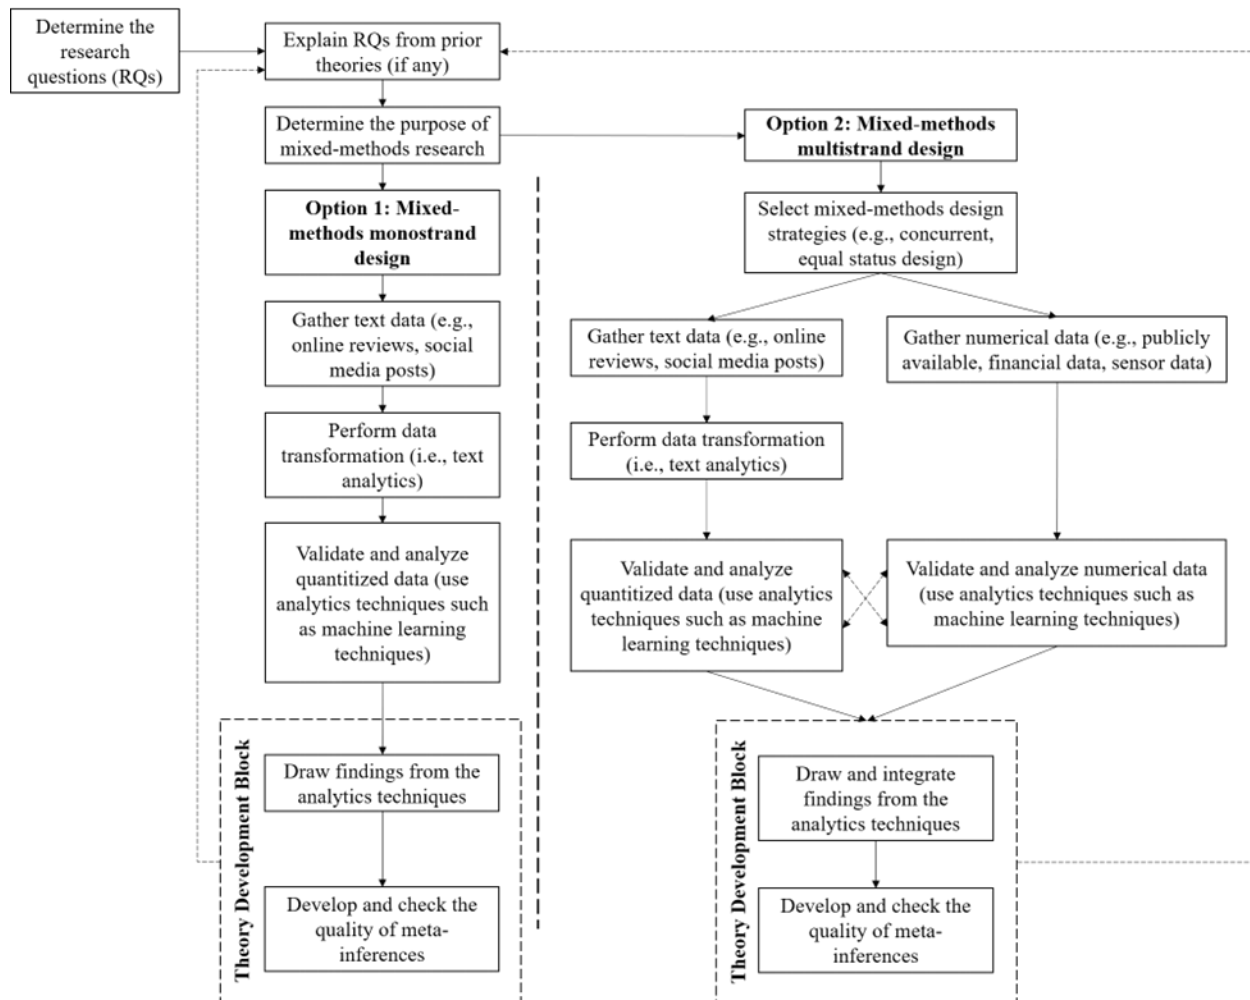 Determine the
research
questions (RQs)
Explain RQs from prior
theories (if any)
Determine the purpose of
mixed-methods research
Option 1: Mixed-
methods monostrand
design
Gather text data (e.g.,
online reviews, social
media posts)
Perform data
transformation (i.e., text
analytics)
Validate and analyze
quantitized data (use
analytics techniques such
as machine learning
techniques)
Theory Development Block
Draw findings from the
analytics techniques
Develop and check the
quality of meta-
inferences
Option 2: Mixed-methods
multistrand design
Select mixed-methods design
strategies (e.g., concurrent,
equal status design)
Gather text data (e.g., online
reviews, social media posts)
Perform data transformation
(i.e., text analytics)
Validate and analyze
quantitized data (use analytics
techniques such as machine
learning techniques)
Gather numerical data (e.g., publicly
available, financial data, sensor data)
Validate and analyze numerical data
(use analytics techniques such as
machine learning techniques)
Theory Development Block
Draw and integrate
findings from the
analytics techniques
Develop and check the
quality of meta-
inferences